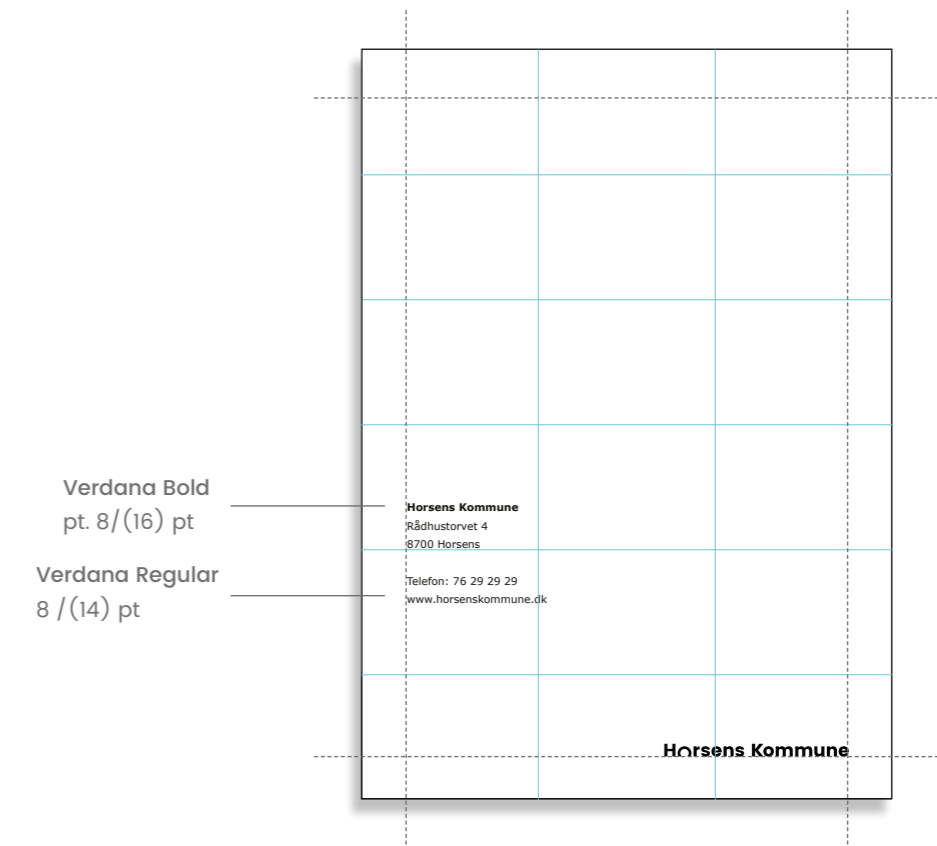 Verdana Bold
pt. 8/(16) pt
Verdana Regular
8 /(14) pt
Horsens Kommune
Rådhustorvet 4
8700 Horsens
Telefon: 76 29 29 29
www.horsenskommune.dk
Horsens Kommune